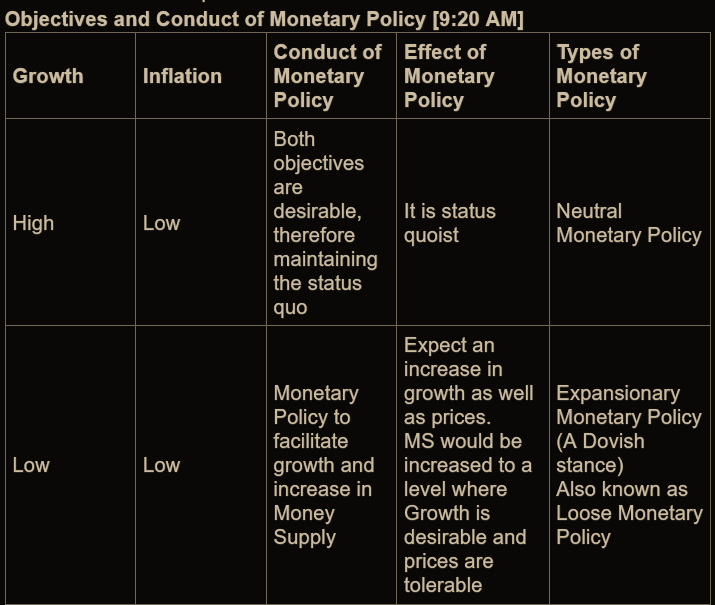 Objectives and Conduct of Monetary Policy [9:20 AM]
Growth
Inflation
Conduct of
Monetary
Policy
Effect of
Monetary
Policy
Types of
Monetary
Policy
High
Low
Both
objectives
are
desirable,
therefore
maintaining
the status
quo
It is status
quoist
Neutral
Monetary Policy
Low
Low
Monetary
Policy to
facilitate
growth and
increase in
Money
Supply
Expect an
increase in
growth as well
as prices.
MS would be
increased to a
level where
Growth is
desirable and
prices are
tolerable
Expansionary
Monetary Policy
(A Dovish
stance)
Also known as
Loose Monetary
Policy